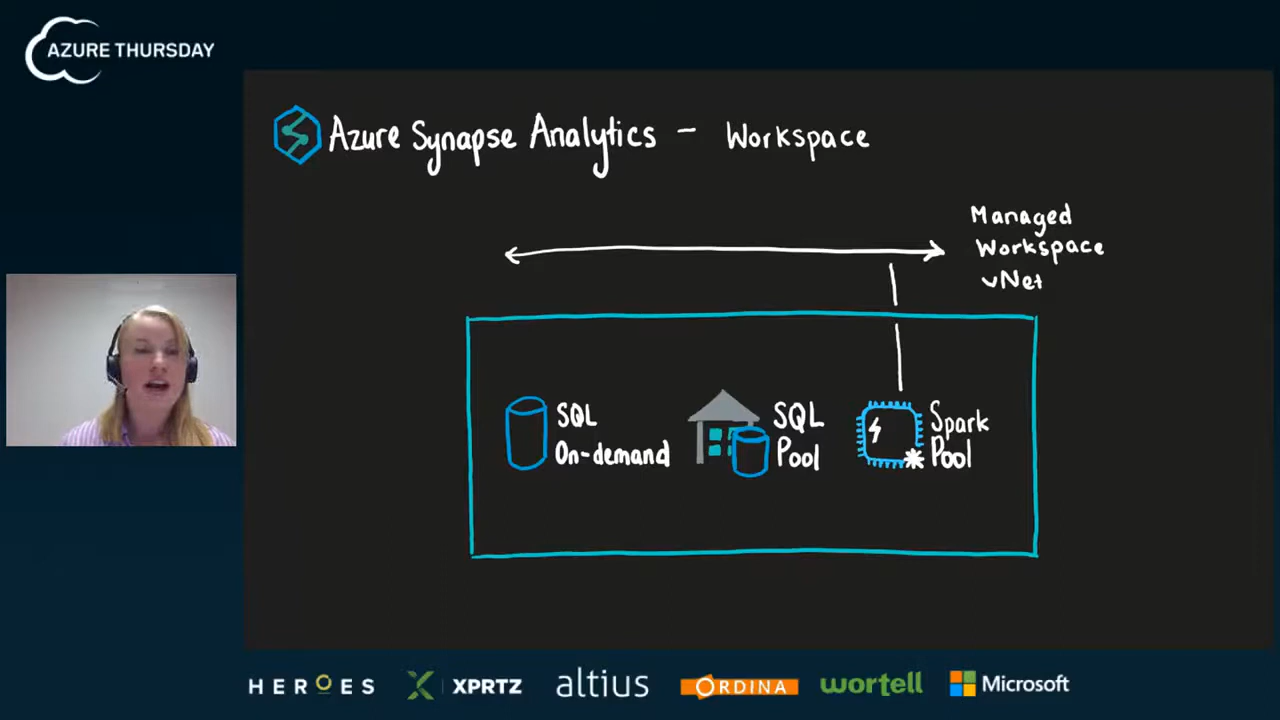 AZURE THURSDAY
Azure Synapse Analytics - Workspace
Managed
Workspace
vNet
SQL
On-demand
SQL
Pool
Spark
Pool
HEROES
XPRTZ
altius
ORDINA
wortell
Microsoft